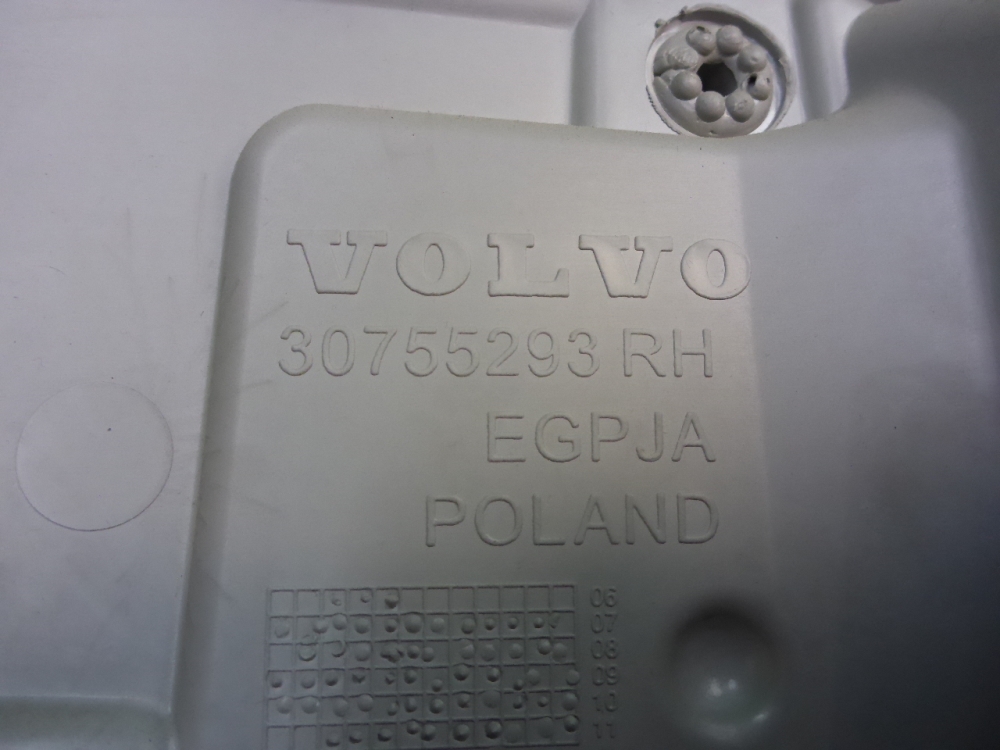 VOLVO
30755293 RH
EGPJA
POLAND
06
07
08
09
10
11